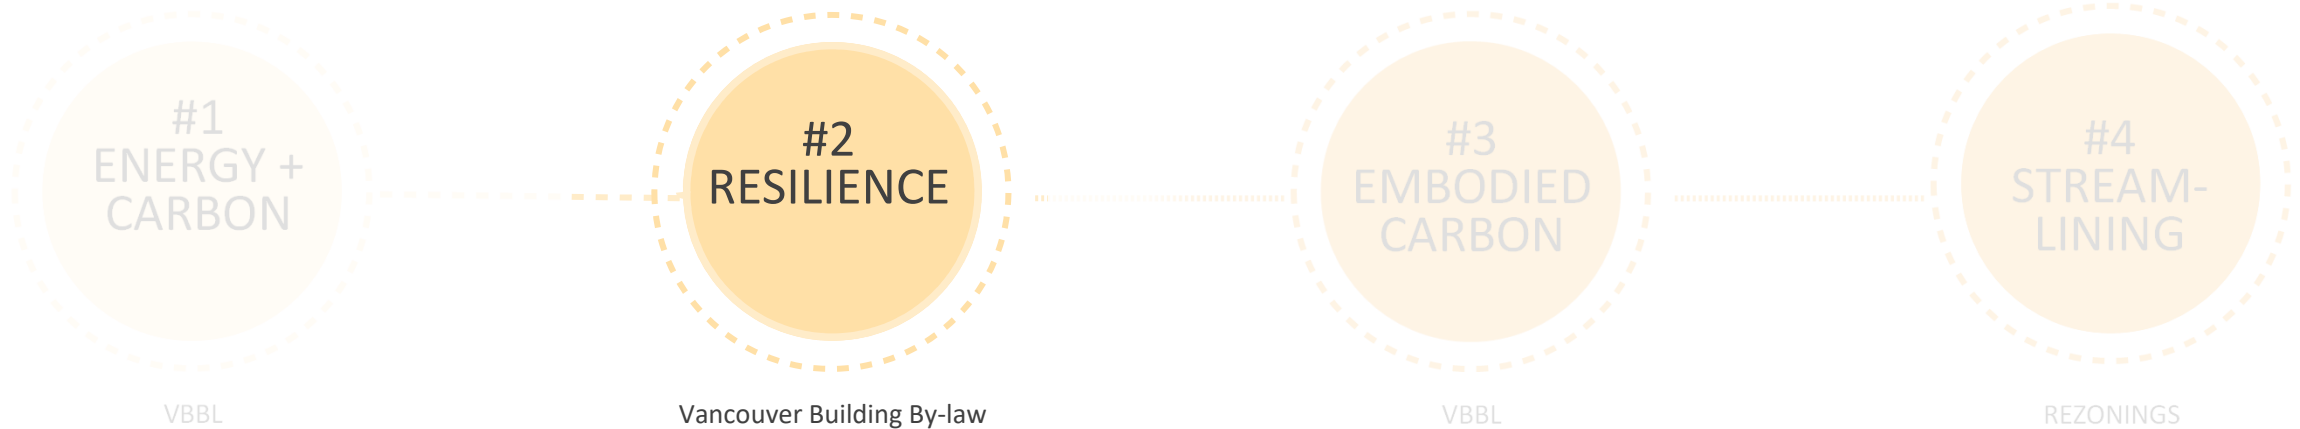 #1
ENERGY +
CARBON
VBBL
#2
RESILIENCE
Vancouver Building By-law
#3
EMBODIED
CARBON
VBBL
#4
STREAM-
LINING
REZONINGS